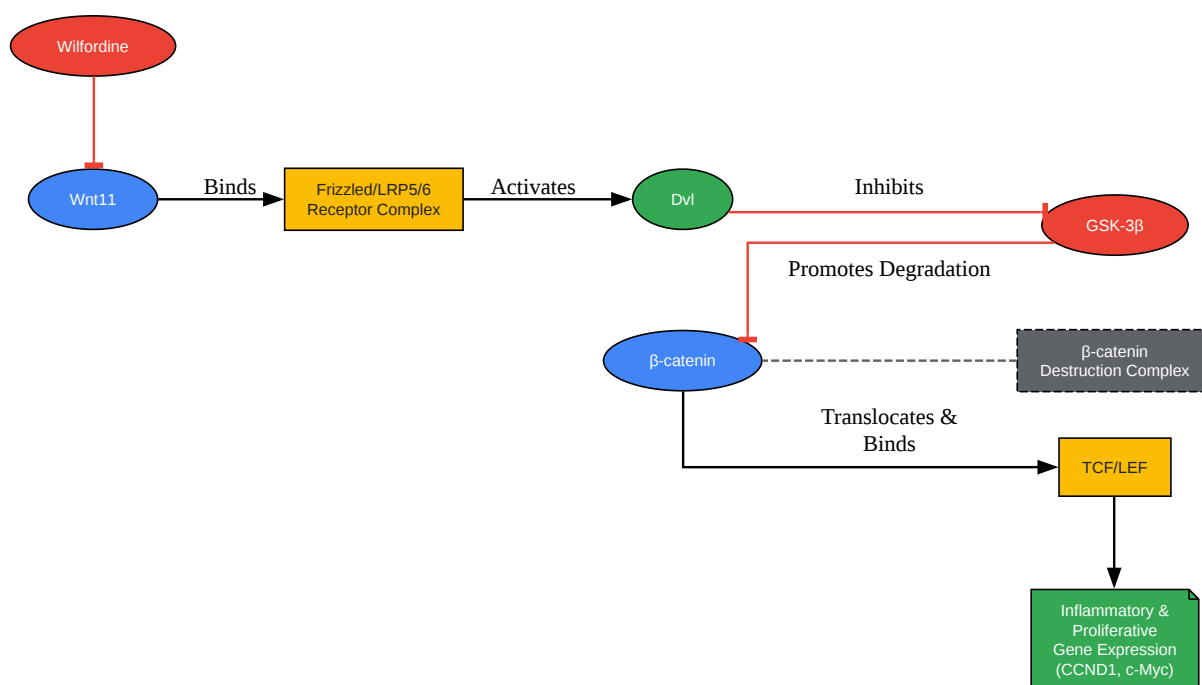 Wilfordine
Wnt11
Binds
Frizzled/LRP5/6
Receptor Complex
Activates
Dvl
Inhibits
GSK-3β
Promotes Degradation
β-catenin
β-catenin
Destruction Complex
Translocates &
Binds
TCF/LEF
Inflammatory &
Proliferative
Gene Expression
(CCND1, c-Myc)